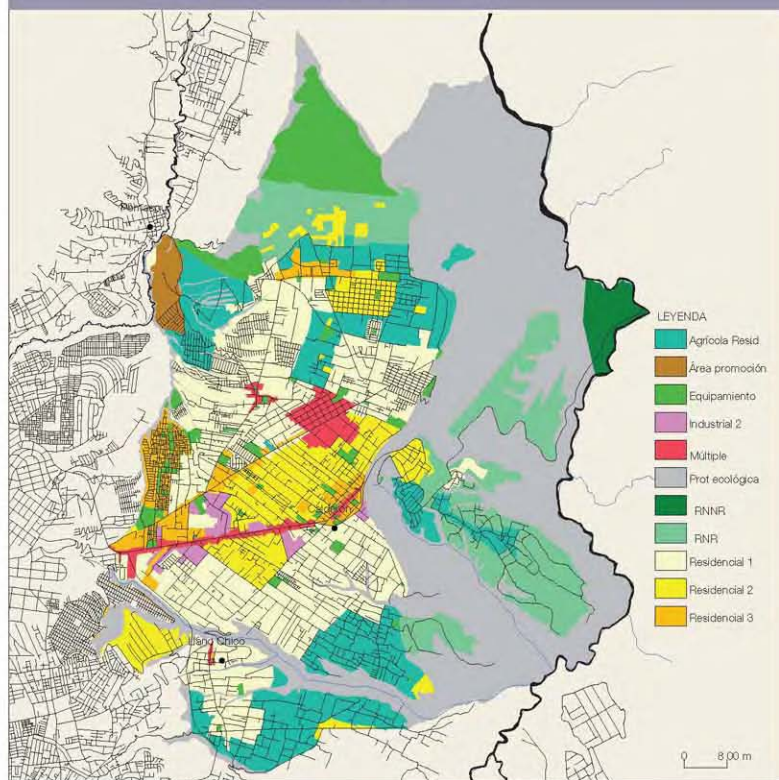 LEYENDA
Agrícola Resid
Área promoción
Equipamiento
Industrial 2
Múltiple
Prot ecológica
RNNR
RNR
Residencial 1
Residencial 2
Residencial 3
Calderón
Llano Chico
0 800 m